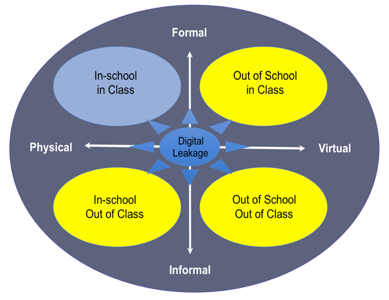 Formal
In-school
in Class
Out of School
in Class
Physical
Digital
Leakage
Virtual
In-school
Out of Class
Out of School
Out of Class
Informal